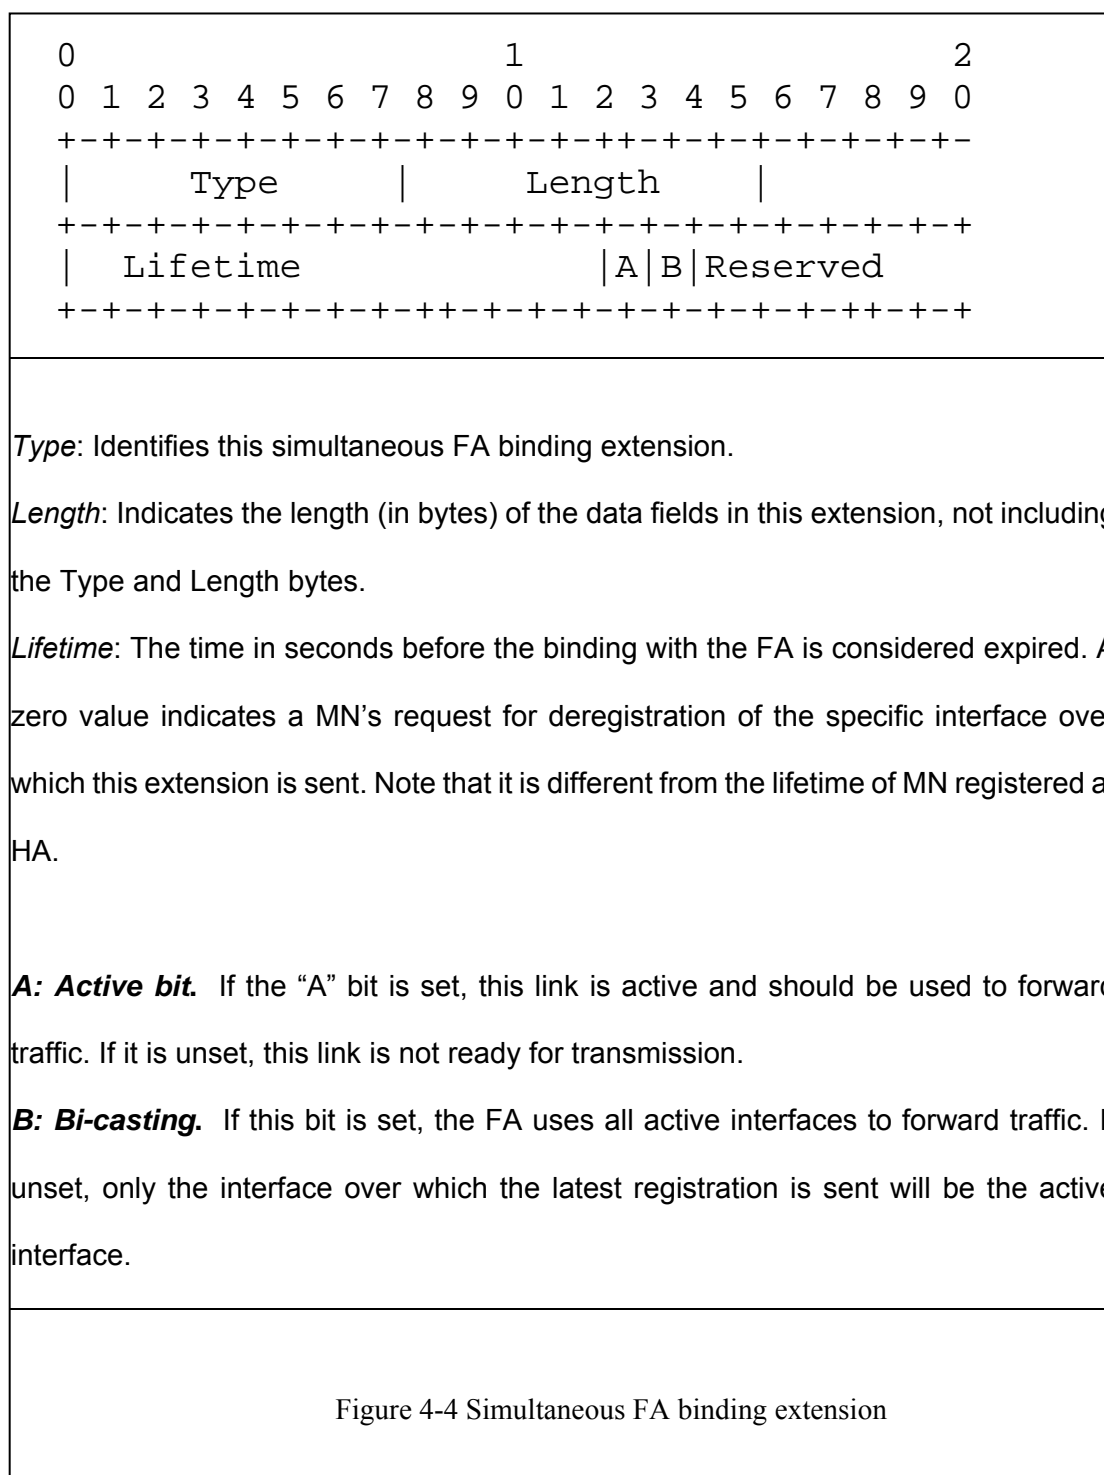 0 1 2
0 1 2 3 4 5 6 7 8 9 0 1 2 3 4 5 6 7 8 9 0
+-+-+-+-+-+-+-+-+-+-+-+-++-+-+-+-+-+-+-+-
| Type | Length |
+-+-+-+-+-+-+-+-+-+-+-+-+-+-+-+-+-+-+-+-+
| Lifetime |A|B|Reserved
+-+-+-+-+-+-+-+-++-+-+-+-+-+-+-+-+-++-+-+
Type: Identifies this simultaneous FA binding extension.
Length: Indicates the length (in bytes) of the data fields in this extension, not including
the Type and Length bytes.
Lifetime: The time in seconds before the binding with the FA is considered expired. A
zero value indicates a MN’s request for deregistration of the specific interface over
which this extension is sent. Note that it is different from the lifetime of MN registered a
HA.
A: Active bit. If the “A” bit is set, this link is active and should be used to forward
traffic. If it is unset, this link is not ready for transmission.
B: Bi-casting. If this bit is set, the FA uses all active interfaces to forward traffic. I
unset, only the interface over which the latest registration is sent will be the active
interface.
Figure 4-4 Simultaneous FA binding extension